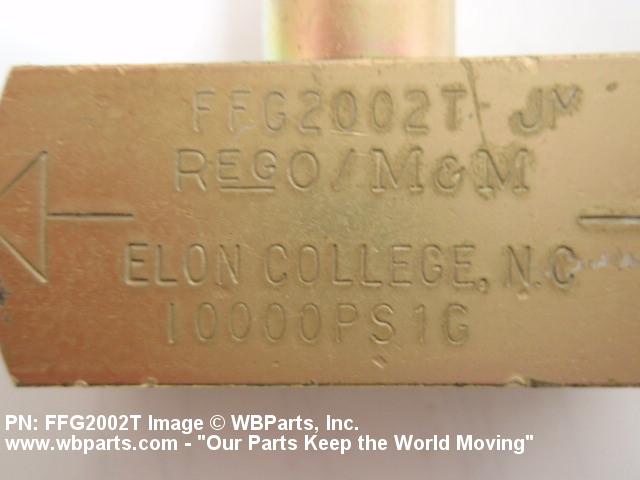 FFG2002T JM
REGO/M&M
ELON COLLEGE, N.C
10000PS1G
PN: FFG2002T Image © WBParts, Inc.
www.wbparts.com - "Our Parts Keep the World Moving"